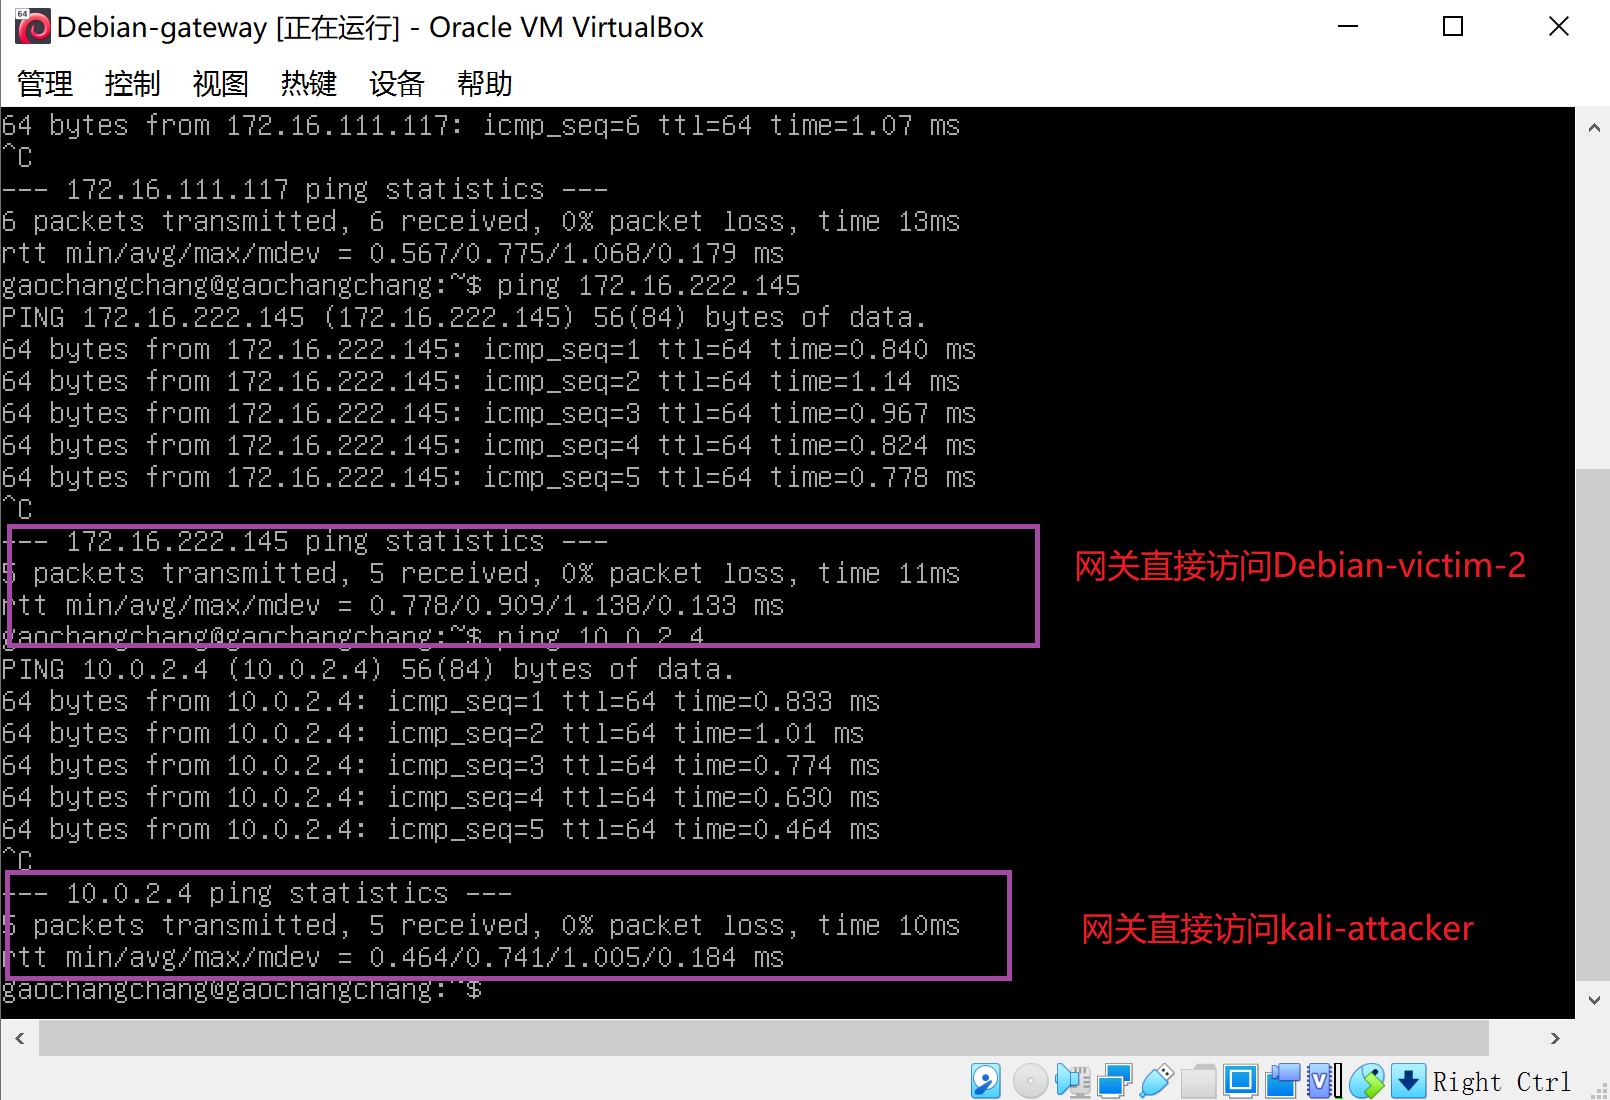 64
Debian-gateway [正在运行] - Oracle VM VirtualBox
管理 控制 视图 热键 设备 帮助
64 bytes from 172.16.111.117: icmp_seq=6 ttl=64 time=1.07 ms
^C
--- 172.16.111.117 ping statistics ---
6 packets transmitted, 6 received, 0% packet loss, time 13ms
rtt min/avg/max/mdev = 0.567/0.775/1.068/0.179 ms
gaochangchang@gaochangchang:~$ ping 172.16.222.145
PING 172.16.222.145 (172.16.222.145) 56(84) bytes of data.
64 bytes from 172.16.222.145: icmp_seq=1 ttl=64 time=0.840 ms
64 bytes from 172.16.222.145: icmp_seq=2 ttl=64 time=1.14 ms
64 bytes from 172.16.222.145: icmp_seq=3 ttl=64 time=0.967 ms
64 bytes from 172.16.222.145: icmp_seq=4 ttl=64 time=0.824 ms
64 bytes from 172.16.222.145: icmp_seq=5 ttl=64 time=0.778 ms
^C
--- 172.16.222.145 ping statistics ---
5 packets transmitted, 5 received, 0% packet loss, time 11ms
rtt min/avg/max/mdev = 0.778/0.909/1.138/0.133 ms
网关直接访问Debian-victim-2
gaochangchang@gaochangchang:~$ ping 10.0.2.4
PING 10.0.2.4 (10.0.2.4) 56(84) bytes of data.
64 bytes from 10.0.2.4: icmp_seq=1 ttl=64 time=0.833 ms
64 bytes from 10.0.2.4: icmp_seq=2 ttl=64 time=1.01 ms
64 bytes from 10.0.2.4: icmp_seq=3 ttl=64 time=0.774 ms
64 bytes from 10.0.2.4: icmp_seq=4 ttl=64 time=0.630 ms
64 bytes from 10.0.2.4: icmp_seq=5 ttl=64 time=0.464 ms
^C
--- 10.0.2.4 ping statistics ---
5 packets transmitted, 5 received, 0% packet loss, time 10ms
rtt min/avg/max/mdev = 0.464/0.741/1.005/0.184 ms
网关直接访问kali-attacker
gaochangchang@gaochangchang:~$
Right Ctrl